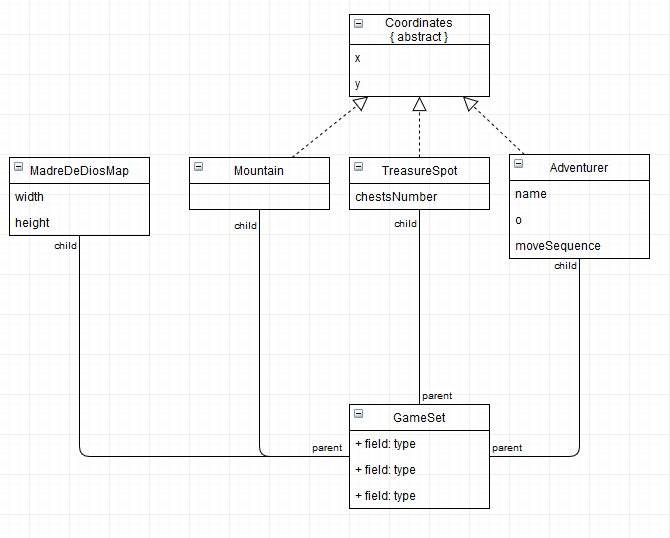 Coordinates
{ abstract }
x
y
MadreDeDiosMap
width
height
child
Mountain
child
TreasureSpot
chestsNumber
child
Adventurer
name
o
moveSequence
child
parent
GameSet
+ field: type
+ field: type
+ field: type
parent
parent